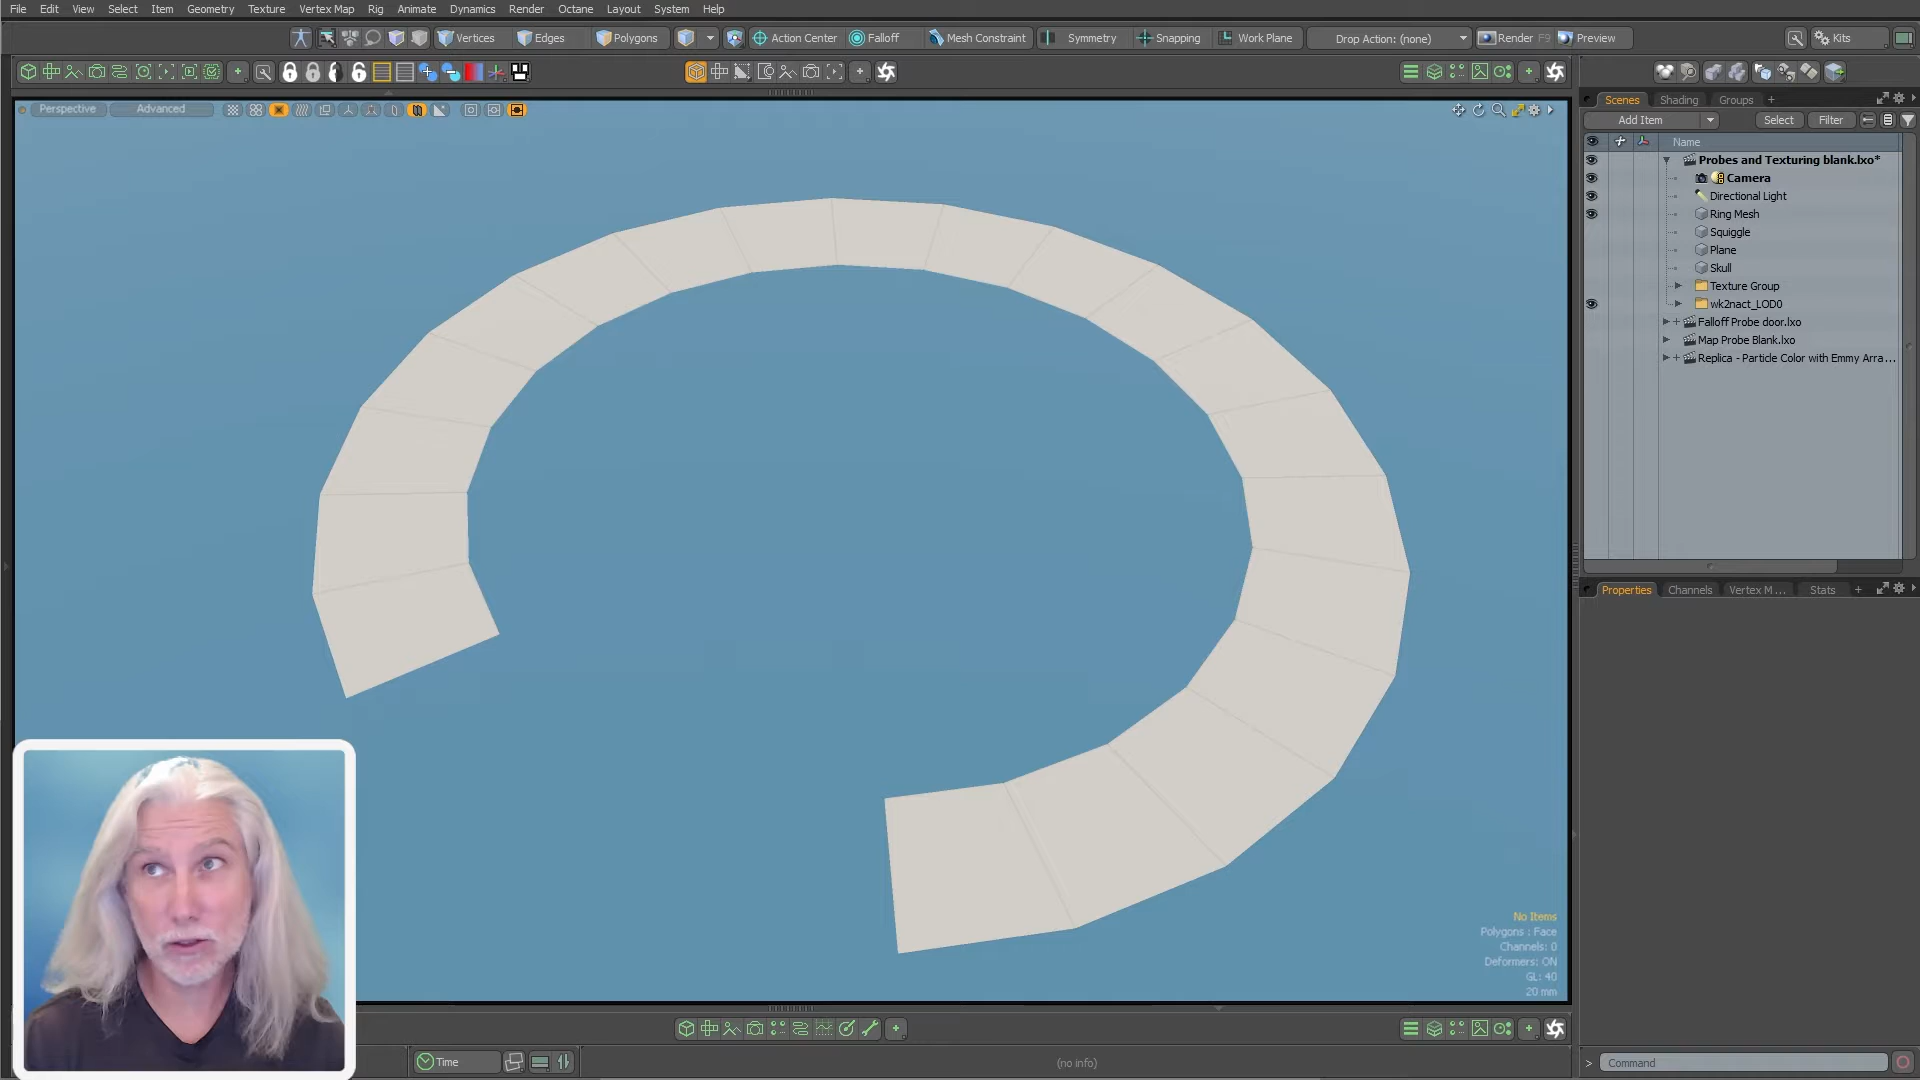 File Edit View Select Item Geometry Texture Vertex Map Rig Animate Dynamics Render Octane Layout System Help
Vertices Edges Polygons Action Center Falloff Mesh Constraint Symmetry Snapping Work Plane Drop Action: (none) Render F9 Preview Kits
Perspective Advanced
Scenes Shading Groups +
Add Item Select Filter
Name
Probes and Texturing blank.lxo*
Camera
Directional Light
Ring Mesh
Squiggle
Plane
Skull
Texture Group
wk2nact_LOD0
Falloff Probe door.lxo
Map Probe Blank.lxo
Replica - Particle Color with Emmy Arra ...
Properties Channels Vertex M ... Stats +
No Items
Polygons : Face
Channels: 0
Deformers: ON
GL: 40
20 mm
Time (no info) > Command